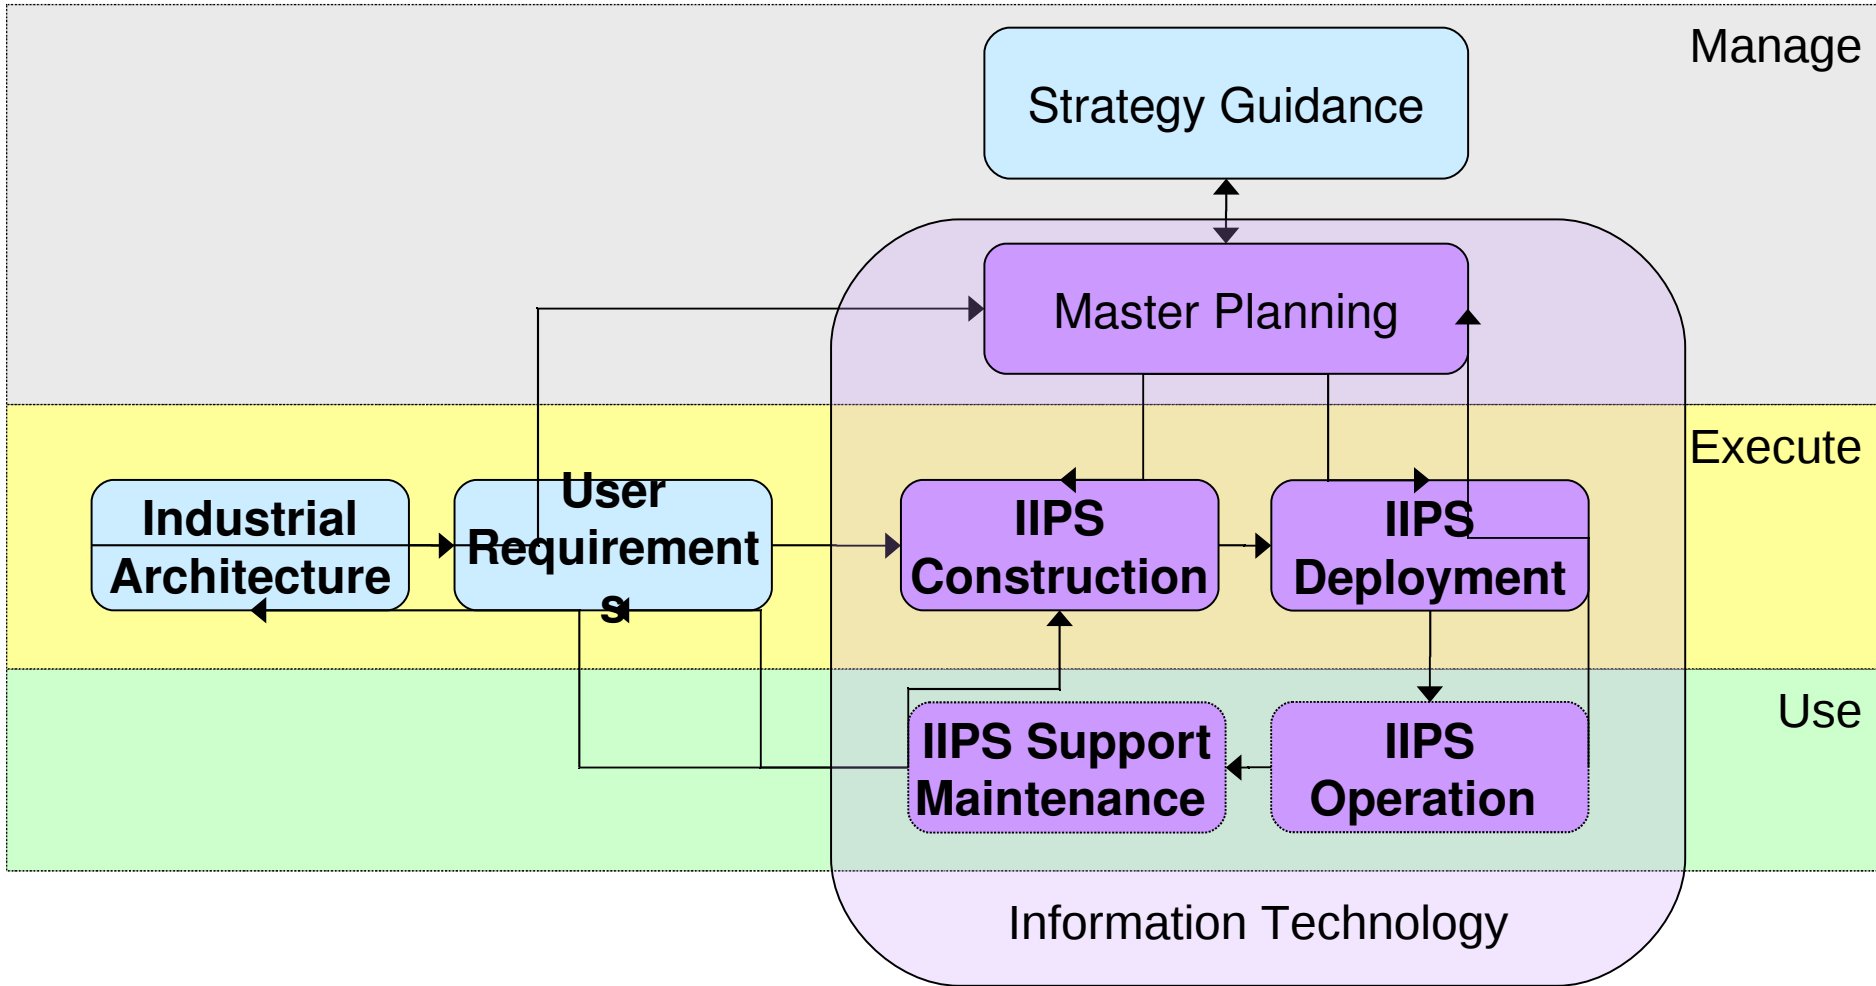 Manage
Strategy Guidance
Master Planning
Execute
Industrial
Architecture
User
Requirement
s
IIPS
Construction
IIPS
Deployment
Use
IIPS Support
Maintenance
IIPS
Operation
Information Technology